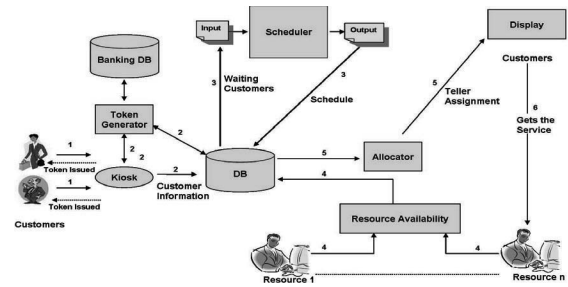 Input
Scheduler
Output
Display
Banking DB
3
Waiting
Customers
3
Schedule
5
Teller
Assignment
Customers
6
Gets the
Service
Token
Generator
2
2
2
1
Token Issued
1
Token Issued
Kiosk
2
Customer
Information
DB
5
Allocator
4
Customers
Resource Availability
4
4
Resource 1
Resource n